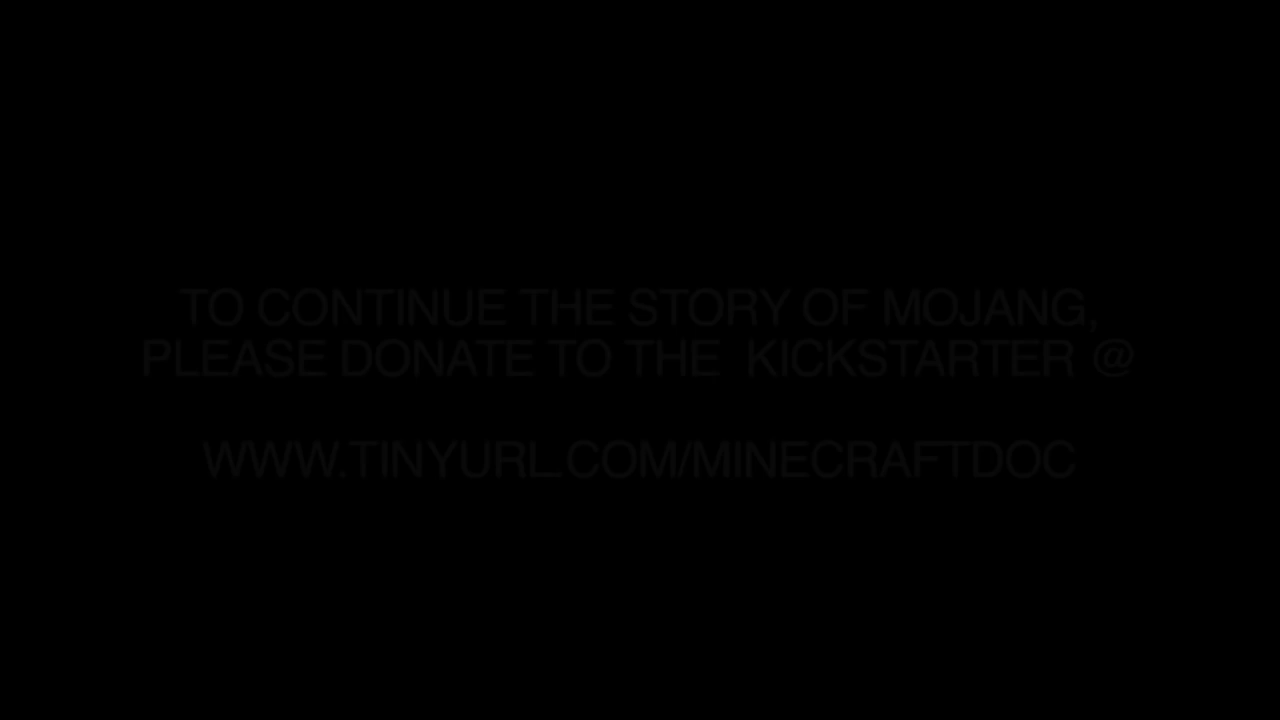 TO CONTINUE THE STORY OF MOJANG,
PLEASE DONATE TO THE KICKSTARTER @
WWW.TINYURL.COM/MINECRAFTDOC